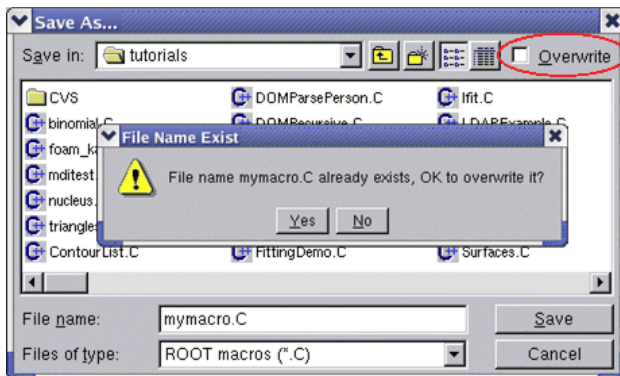 Save As...
Save in: tutorials Overwrite
CVS DOMParsePerson.C Ifit.C
binomial.C DOMRecursive.C LDAPExample.C
File Name Exist
mditest
File name mymacro.C already exists, OK to overwrite it?
nucleus.
Yes No
triangles
ContourList.C FittingDemo.C Surfaces.C
File name: mymacro.C Save
Files of type: ROOT macros (*.C) Cancel